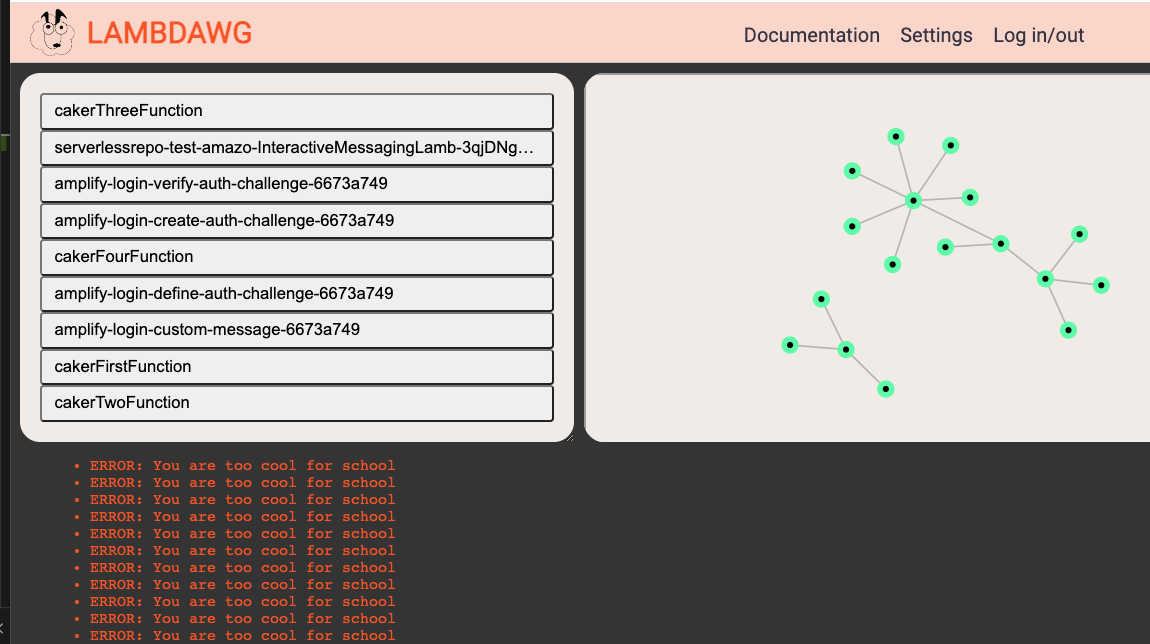 LAMBDAWG
Documentation Settings Log in/out
cakerThreeFunction
serverlessrepo-test-amazo-InteractiveMessagingLamb-3qjDNg...
amplify-login-verify-auth-challenge-6673a749
amplify-login-create-auth-challenge-6673a749
cakerFourFunction
amplify-login-define-auth-challenge-6673a749
amplify-login-custom-message-6673a749
cakerFirstFunction
cakerTwoFunction
• ERROR: You are too cool for school
• ERROR: You are too cool for school
• ERROR: You are too cool for school
• ERROR: You are too cool for school
• ERROR: You are too cool for school
• ERROR: You are too cool for school
• ERROR: You are too cool for school
• ERROR: You are too cool for school
• ERROR: You are too cool for school
• ERROR: You are too cool for school
• ERROR: You are too cool for school